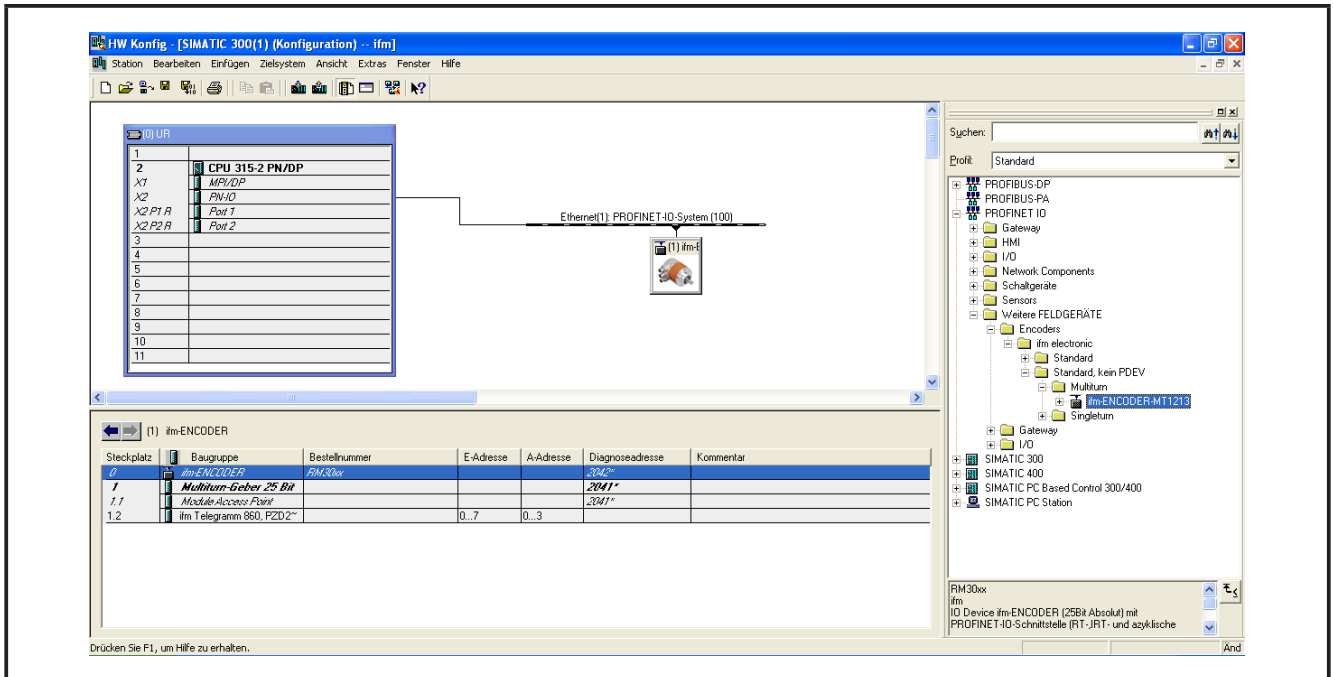 HW Konfig - [SIMATIC 300(1) (Konfiguration) -- ifm]
Station Bearbeiten Einfügen Zielsystem Ansicht Extras Fenster Hilfe
(0) UR
1
2 CPU 315-2 PN/DP
X1 MPI/DP
X2 PN-IO
X2 P1 R Port 1
X2 P2 R Port 2
3
4
5
6
7
8
9
10
11
Ethernet(1): PROFINET-IO-System (100)
(1) ifm-E
Suchen:
Profil: Standard
PROFIBUS-DP
PROFIBUS-PA
PROFINET IO
Gateway
HMI
I/O
Network Components
Schaltgeräte
Sensors
Weitere FELDGERÄTE
Encoders
ifm electronic
Standard
Standard, kein PDEV
Multiturn
ifm-ENCODER-MT1213
Singleturn
Gateway
I/O
SIMATIC 300
SIMATIC 400
SIMATIC PC Based Control 300/400
SIMATIC PC Station
(1) ifm-ENCODER
Steckplatz Baugruppe Bestellnummer E-Adresse A-Adresse Diagnoseadresse Kommentar
0 ifm-ENCODER RM30xx 2042*
1 Multiturn-Geber 25 Bit 2041*
1.1 Module Access Point 2041*
1.2 ifm Telegramm 860, PZD2~ 0...7 0...3
RM30xx
ifm
IO Device ifm-ENCODER (25Bit Absolut) mit
PROFINET-IO-Schnittstelle (RT-,IRT- und azyklische
Drücken Sie F1, um Hilfe zu erhalten.
Änd